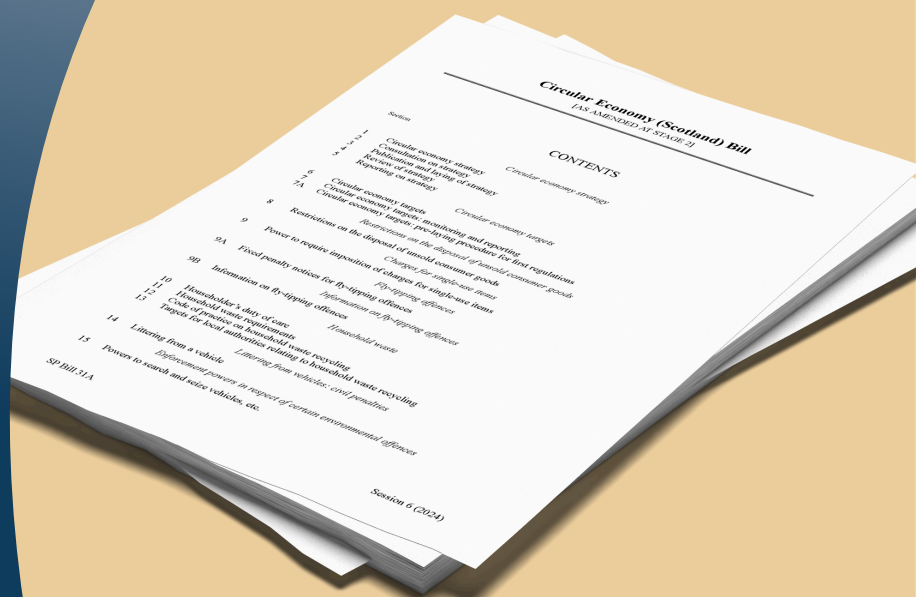 Circular Economy (Scotland) Bill
[AS AMENDED AT STAGE 2]
CONTENTS
Section
Circular economy strategy
1 Circular economy strategy
2 Consultation on strategy
3 Publication and laying of strategy
4 Review of strategy
5 Reporting on strategy
Circular economy targets
6 Circular economy targets
7 Circular economy targets: monitoring and reporting
7A Circular economy targets: pre-laying procedure for first regulations
Restrictions on the disposal of unsold consumer goods
8 Restrictions on the disposal of unsold consumer goods
Charges for single-use items
9 Power to require imposition of charges for single-use items
Fly-tipping offences
9A Fixed penalty notices for fly-tipping offences
Information on fly-tipping offences
9B Information on fly-tipping offences
Household waste
10 Householder's duty of care
11 Household waste requirements
12 Code of practice on household waste recycling
13 Targets for local authorities relating to household waste recycling
Littering from vehicles: civil penalties
14 Littering from a vehicle
Enforcement powers in respect of certain environmental offences
15 Powers to search and seize vehicles, etc.
SP Bill 31A
Session 6 (2024)